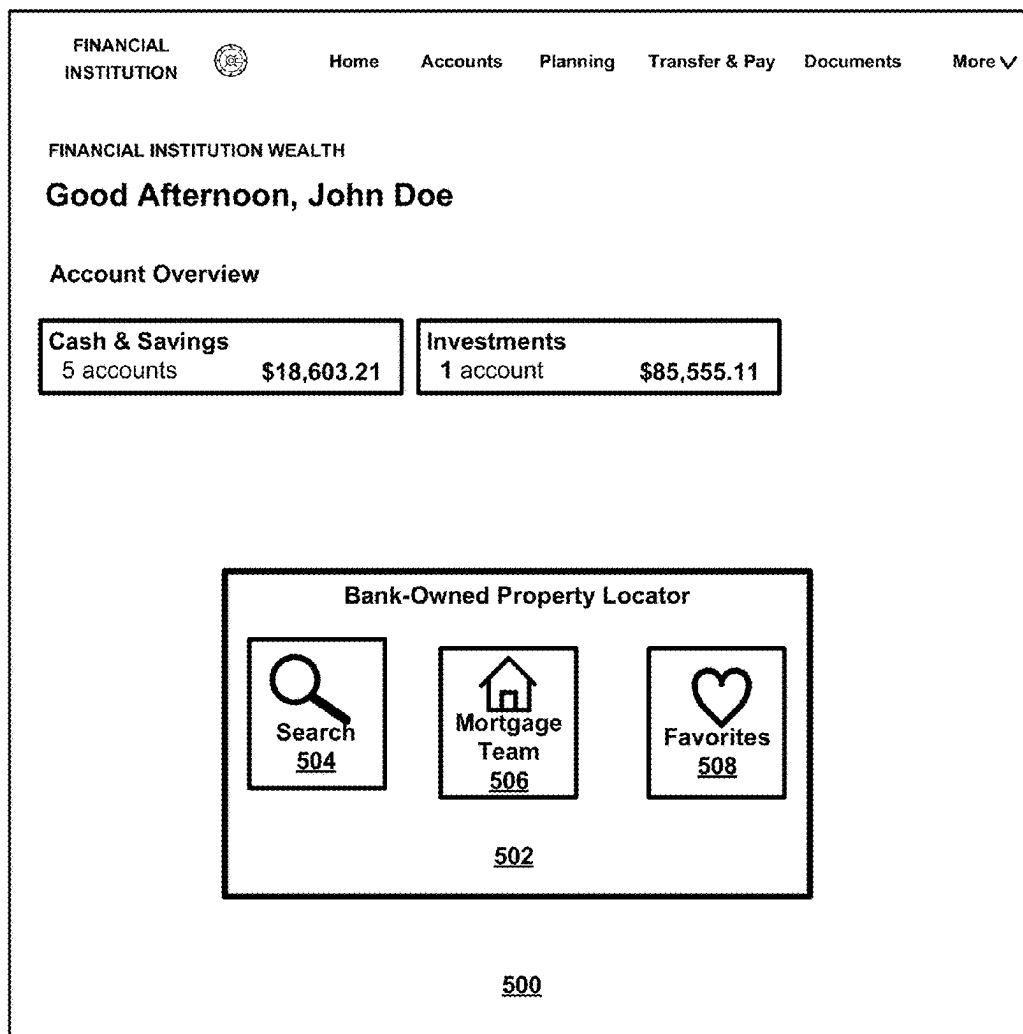 FINANCIAL
INSTITUTION
Home Accounts Planning Transfer & Pay Documents More
FINANCIAL INSTITUTION WEALTH
Good Afternoon, John Doe
Account Overview
Cash & Savings
5 accounts $18,603.21
Investments
1 account $85,555.11
Bank-Owned Property Locator
Search
504
Mortgage
Team
506
Favorites
508
502
500